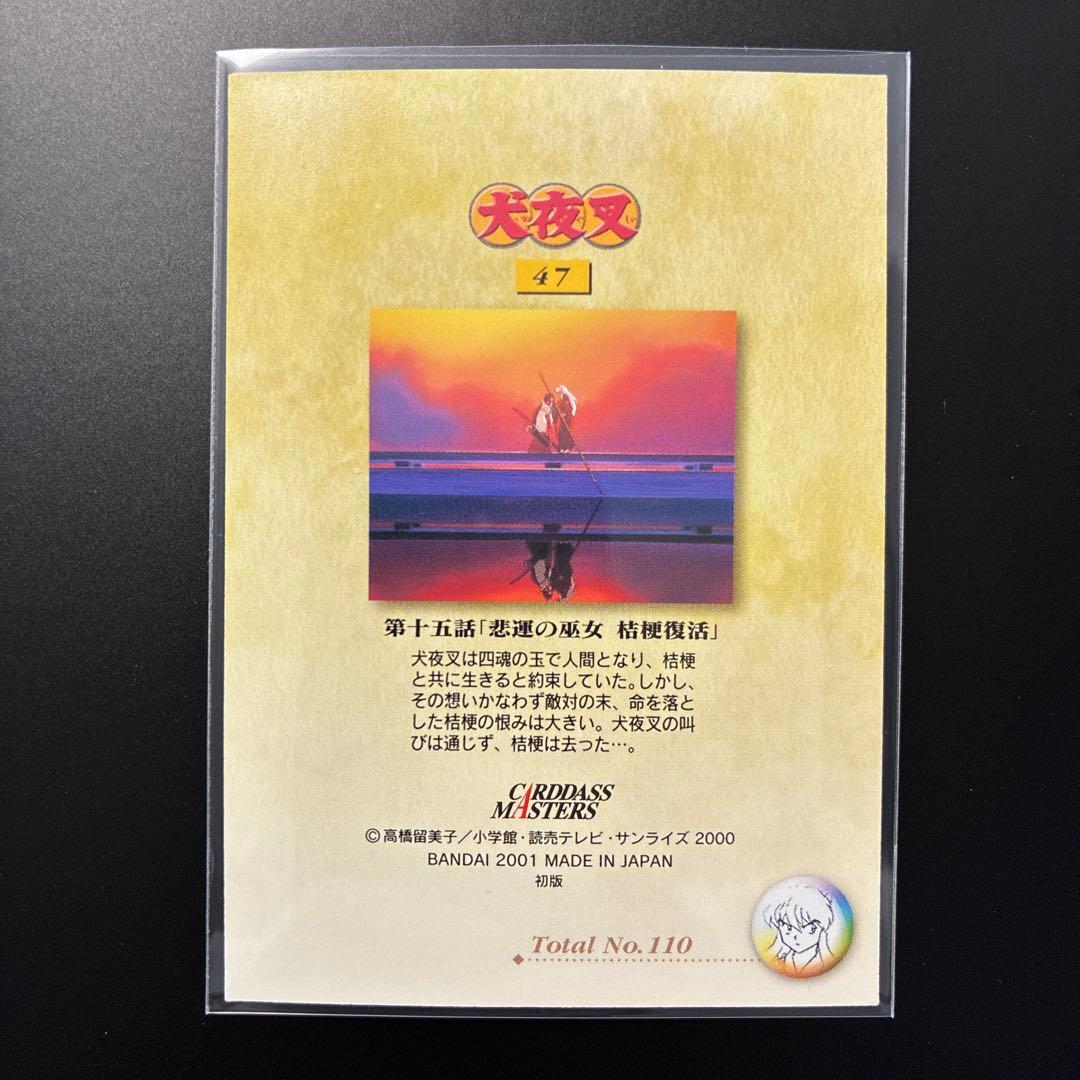 犬夜叉
47
第十五話「悲運の巫女 桔梗復活」
犬夜叉は四魂の玉で人間となり、桔梗
と共に生きると約束していた。しかし、
その想いかなわず敵対の末、命を落と
した桔梗の恨みは大きい。犬夜叉の叫
びは通じず、桔梗は去った…。
CARDDASS
MASTERS
©高橋留美子／小学館・読売テレビ・サンライズ 2000
BANDAI 2001 MADE IN JAPAN
初版
Total No.110